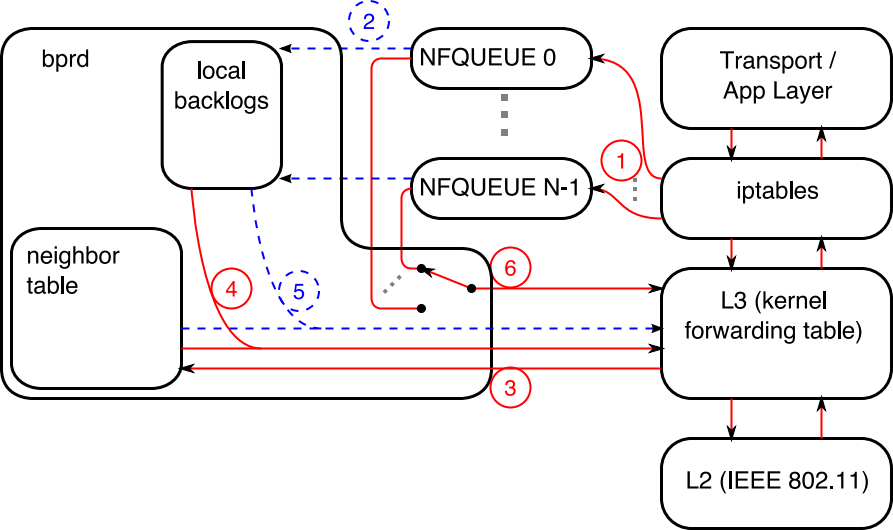 2
bprd
local
backlogs
NFQUEUE 0
Transport /
App Layer
1
NFQUEUE N-1
iptables
neighbor
table
4
5
6
L3 (kernel
forwarding table)
3
L2 (IEEE 802.11)